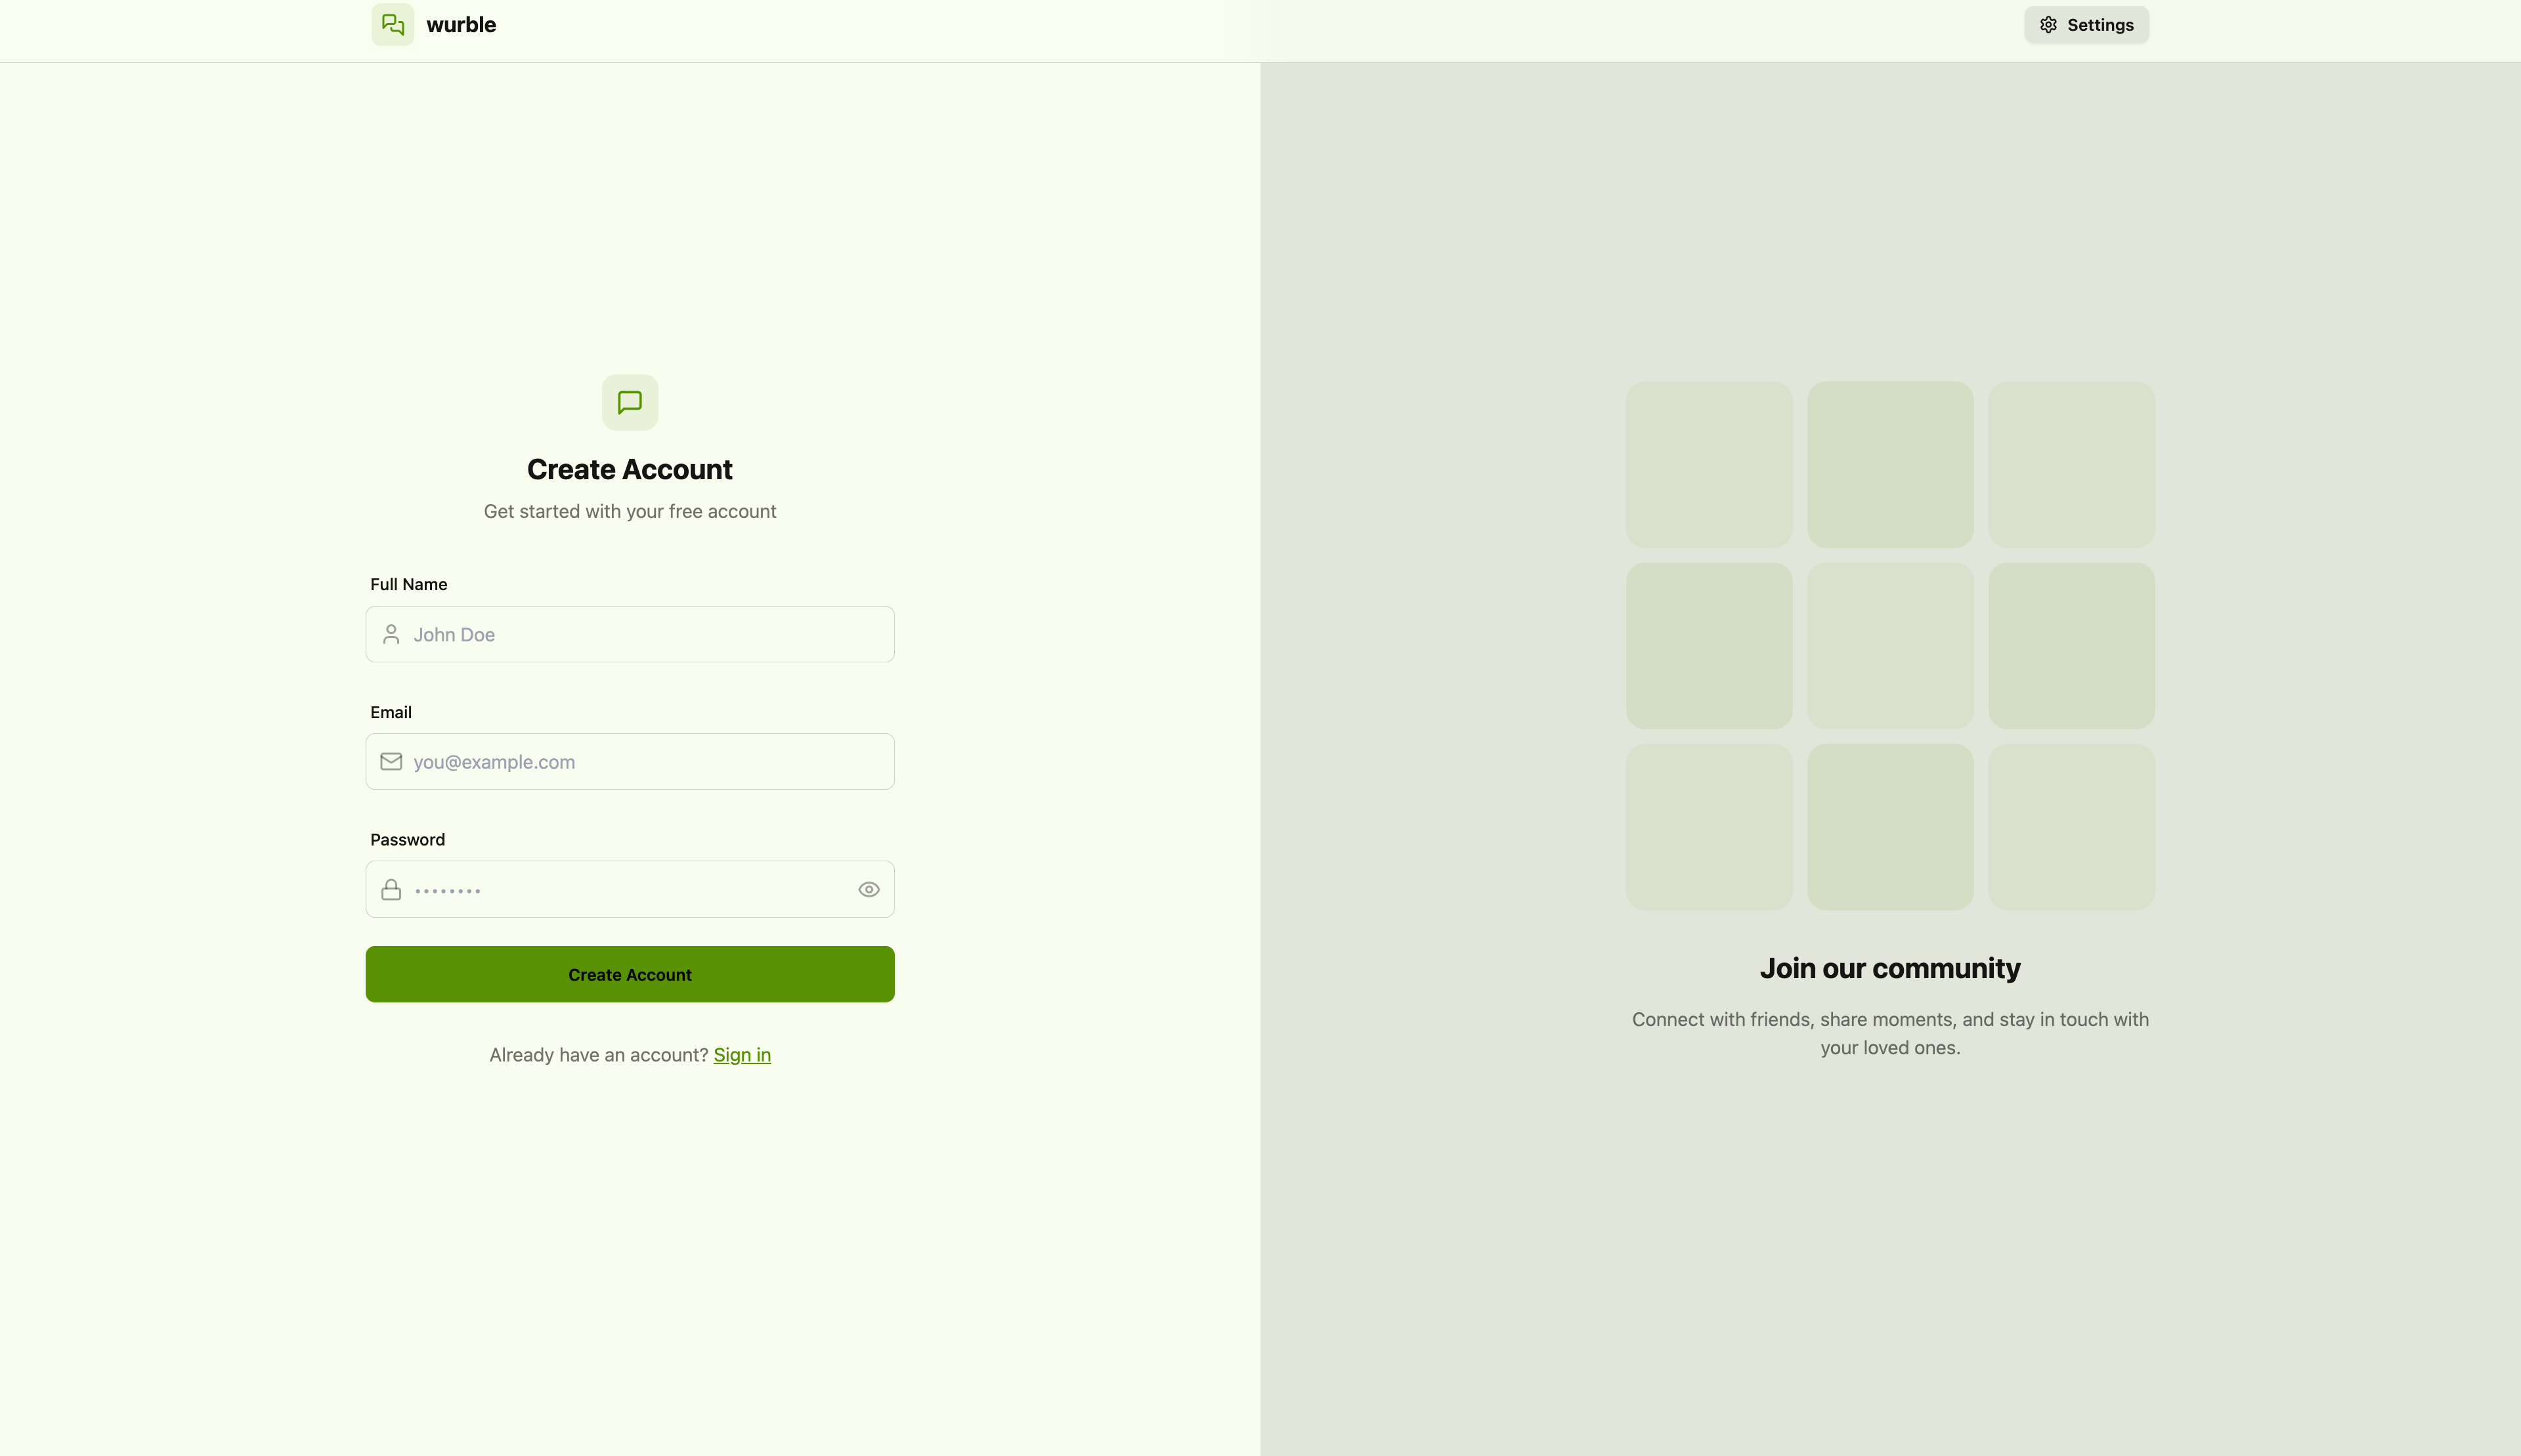 wurble
Settings
Create Account
Get started with your free account
Full Name
John Doe
Email
you@example.com
Password
••••••••
Create Account
Already have an account? Sign in
Join our community
Connect with friends, share moments, and stay in touch with
your loved ones.